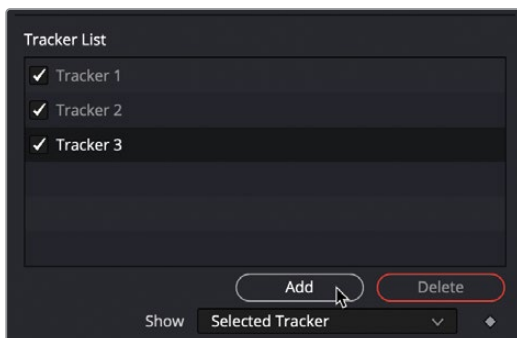 Tracker List
Tracker 1
Tracker 2
Tracker 3
Add Delete
Show Selected Tracker